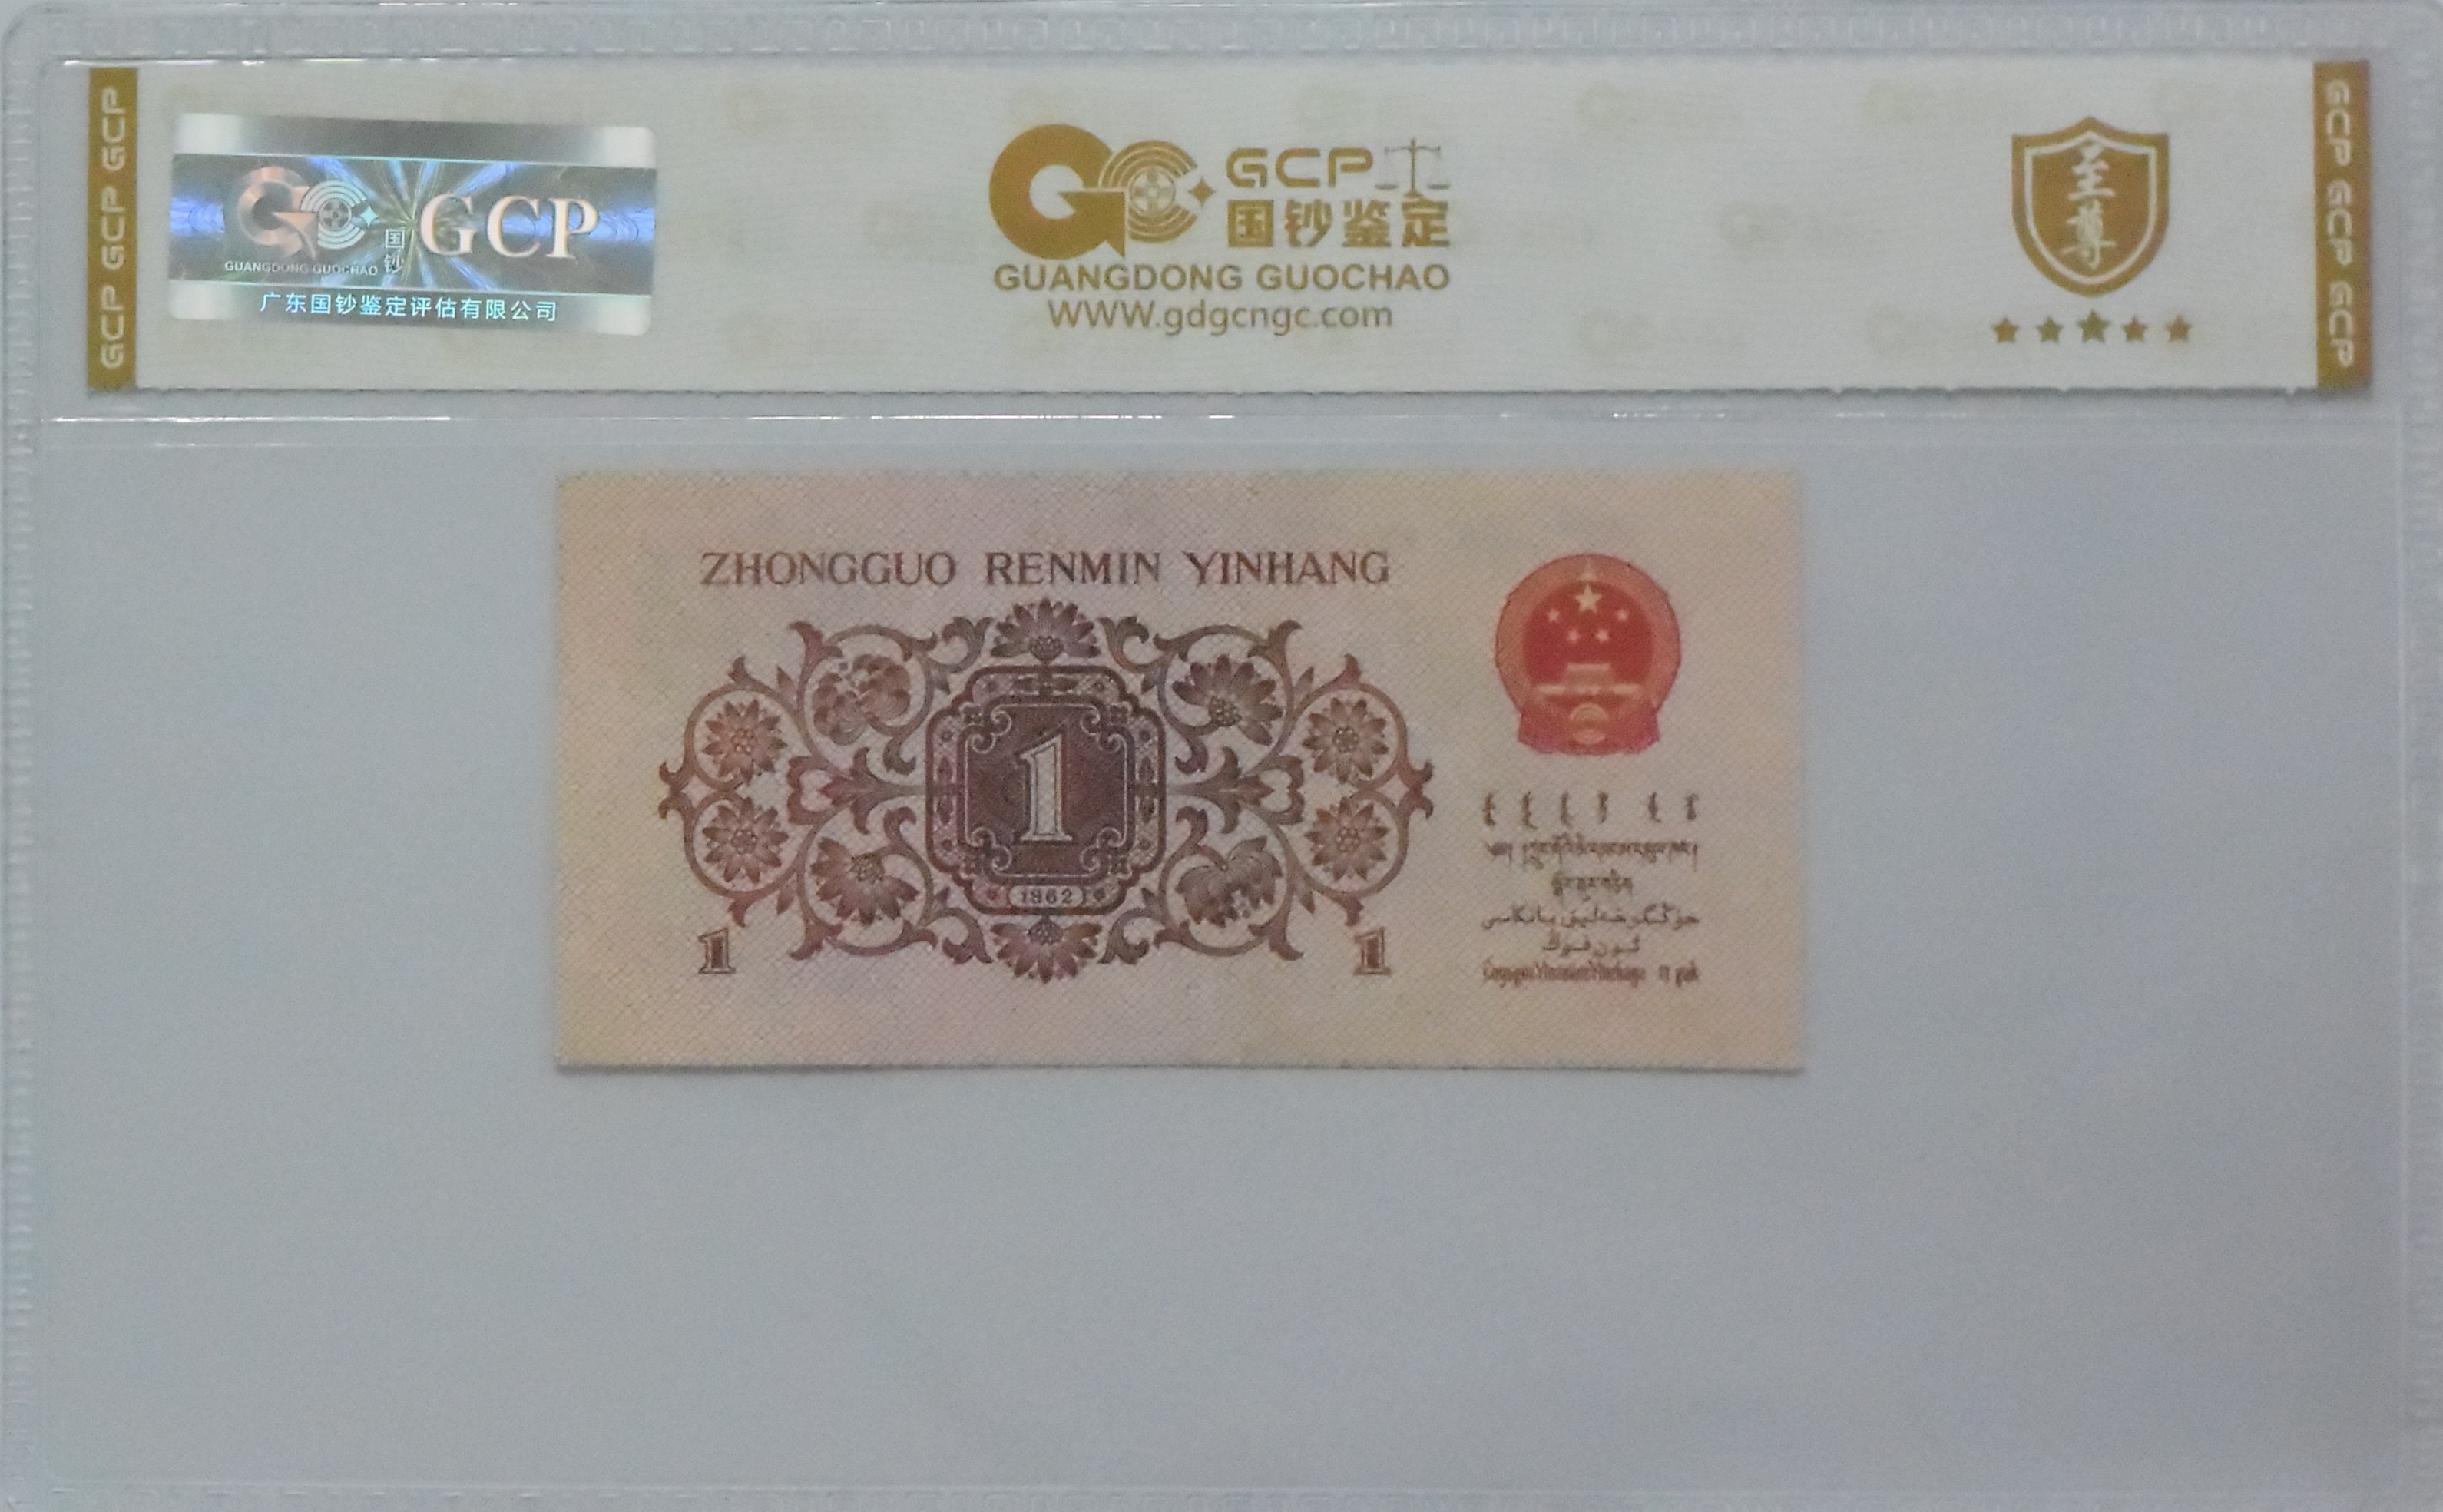 GCP GCP GCP
国钞
GCP
GUANGDONG GUOCHAO
广东国钞鉴定评估有限公司
GCP
国钞鉴定
GUANGDONG GUOCHAO
WWW.gdgcngc.com
至尊
GCP GCP GCP
ZHONGGUO RENMIN YINHANG
1
1962
1
1